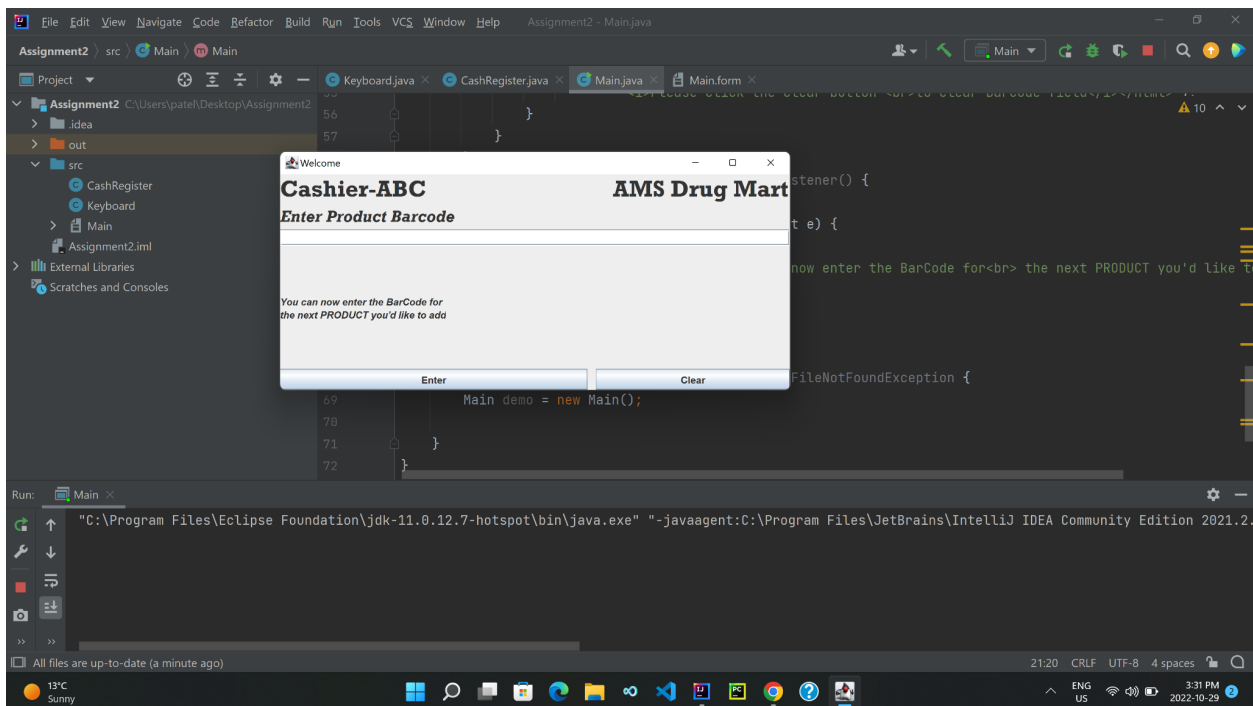 File Edit View Navigate Code Refactor Build Run Tools VCS Window Help Assignment2 - Main.java
Assignment2 src Main Main Main
Project Keyboard.java CashRegister.java Main.java Main.form
Assignment2 C:\Users\patel\Desktop\Assignment2
.idea
out
src
CashRegister
Keyboard
Main
Assignment2.iml
External Libraries
Scratches and Consoles
10
56 }
57 }
stener() {
t e) {
now enter the BarCode for<br> the next PRODUCT you'd like t
FileNotFoundException {
69 Main demo = new Main();
70
71 }
72 }
Welcome
Cashier-ABC AMS Drug Mart
Enter Product Barcode
You can now enter the BarCode for
the next PRODUCT you'd like to add
Enter Clear
Run: Main
"C:\Program Files\Eclipse Foundation\jdk-11.0.12.7-hotspot\bin\java.exe" "-javaagent:C:\Program Files\JetBrains\IntelliJ IDEA Community Edition 2021.2.
All files are up-to-date (a minute ago) 21:20 CRLF UTF-8 4 spaces
13°C
Sunny
ENG
US
3:31 PM
2022-10-29
2